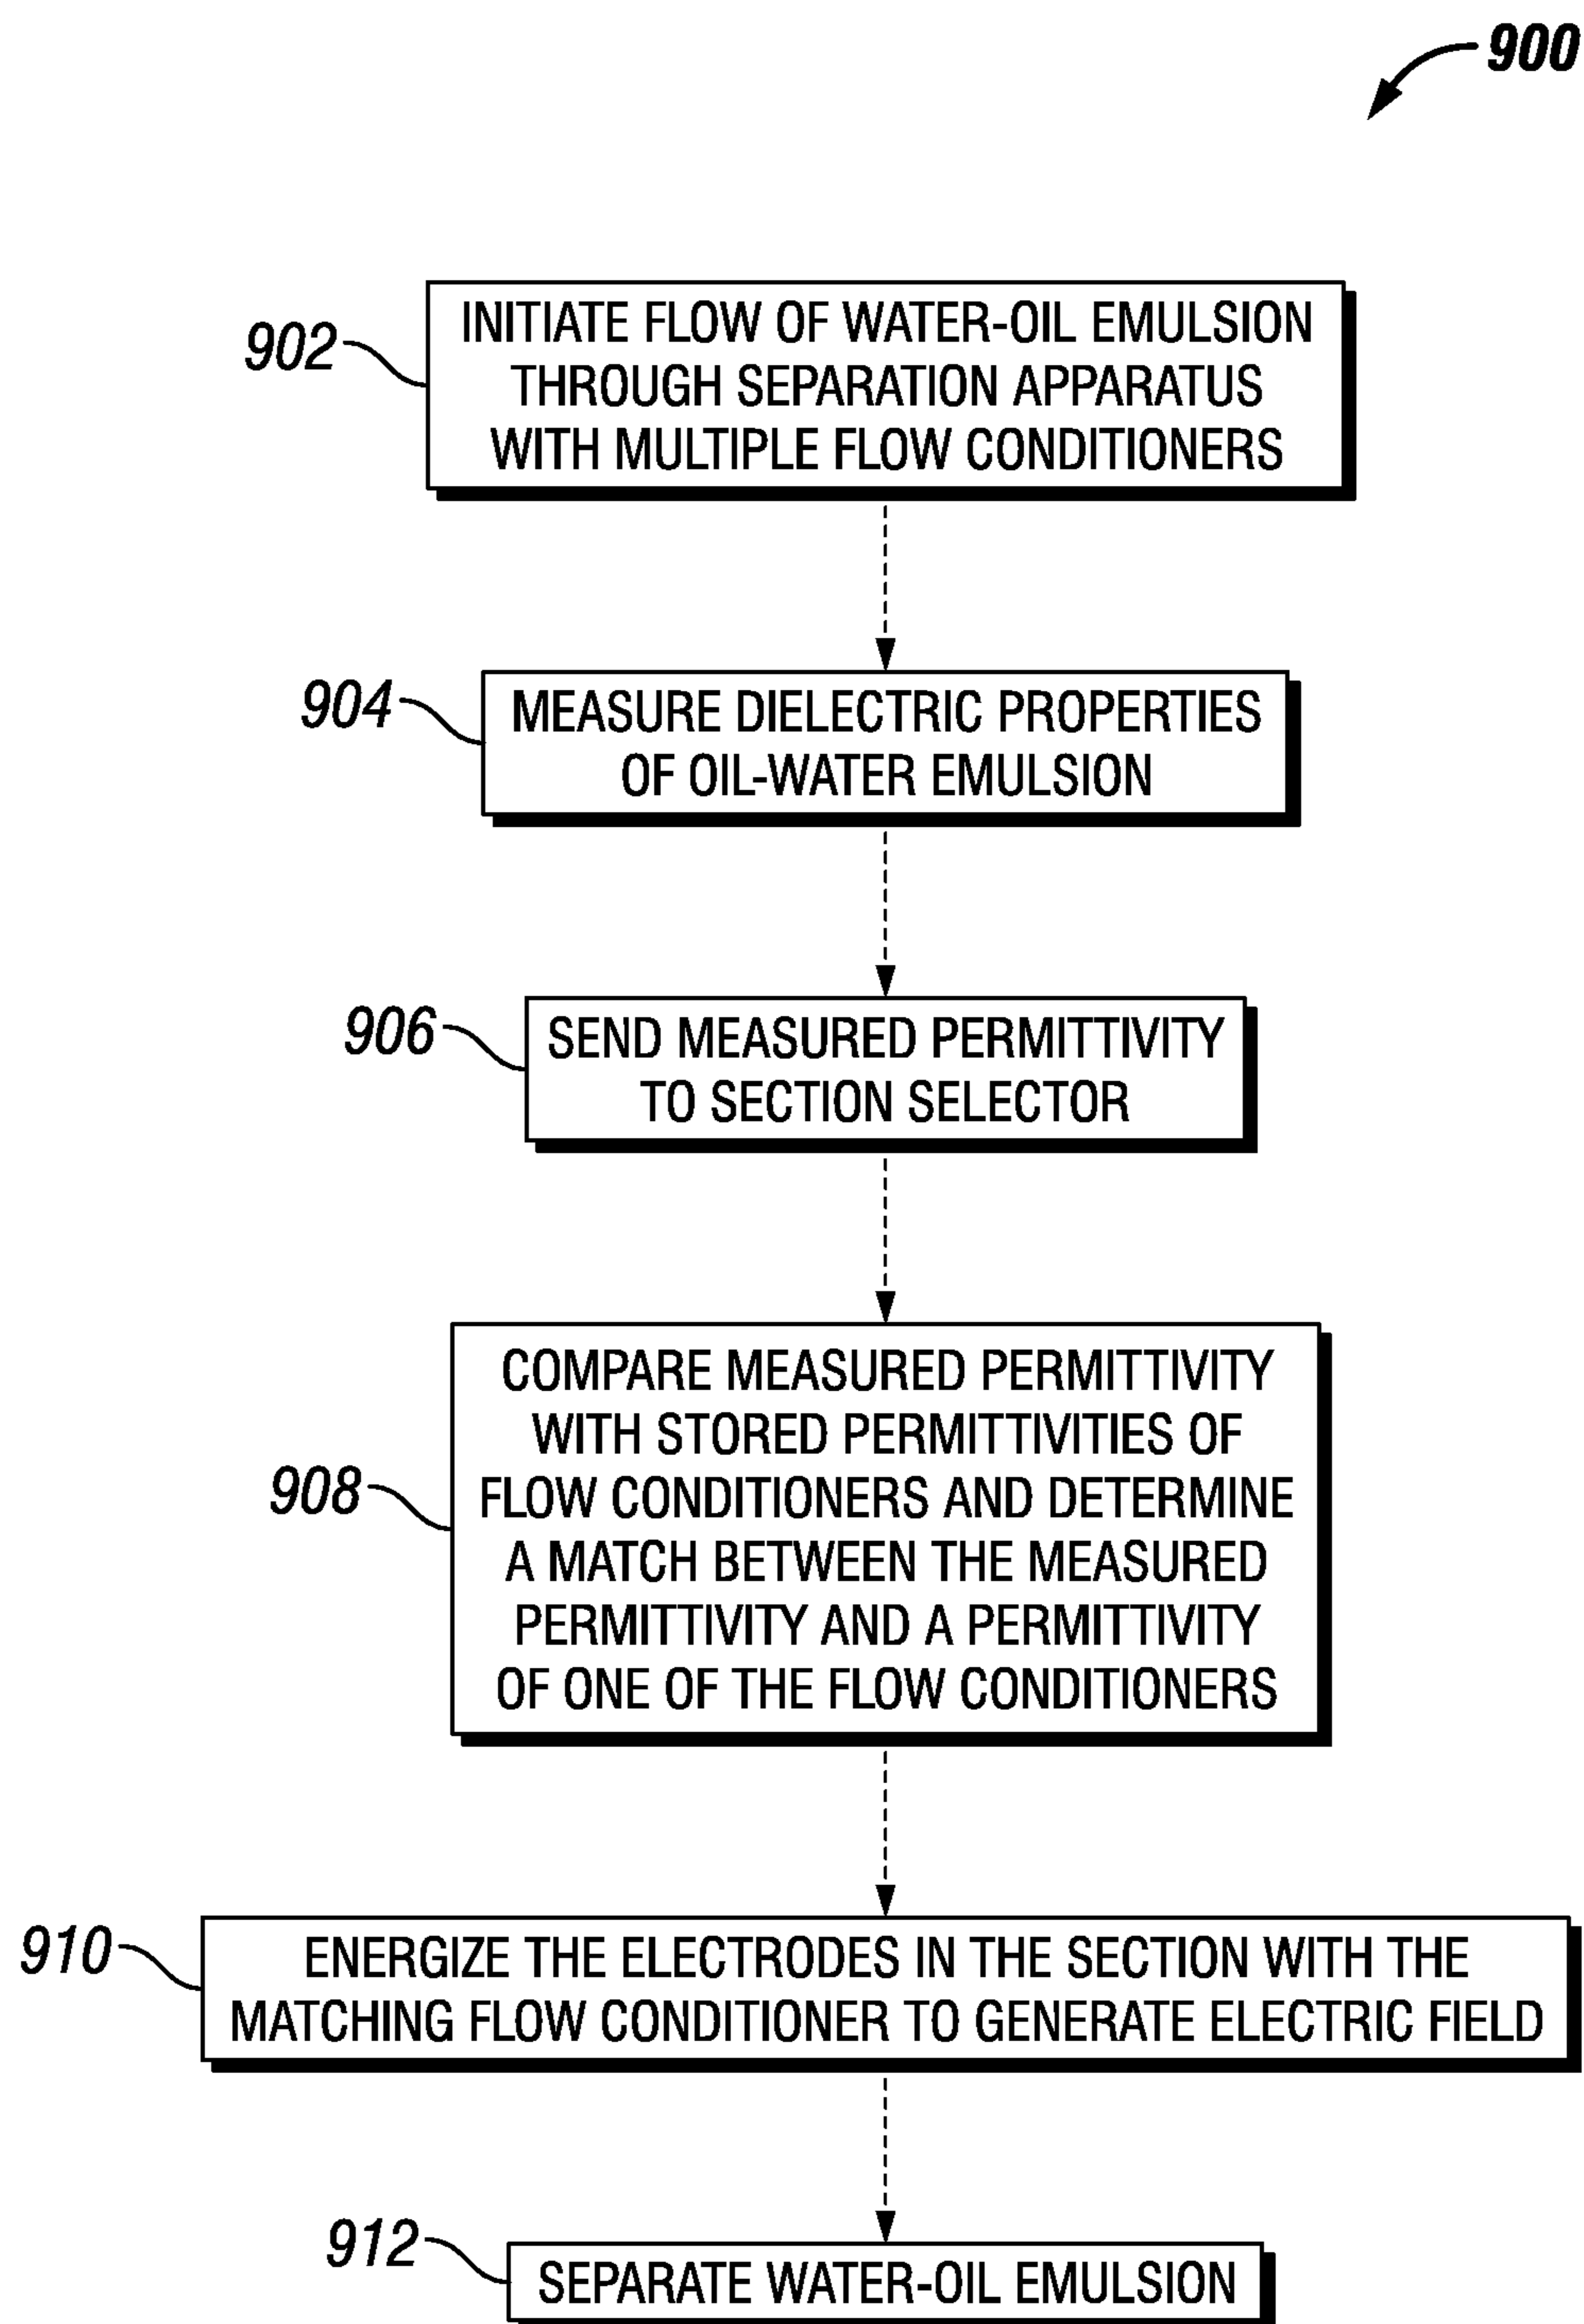 900
902
INITIATE FLOW OF WATER-OIL EMULSION
THROUGH SEPARATION APPARATUS
WITH MULTIPLE FLOW CONDITIONERS
904
MEASURE DIELECTRIC PROPERTIES
OF OIL-WATER EMULSION
906
SEND MEASURED PERMITTIVITY
TO SECTION SELECTOR
908
COMPARE MEASURED PERMITTIVITY
WITH STORED PERMITTIVITIES OF
FLOW CONDITIONERS AND DETERMINE
A MATCH BETWEEN THE MEASURED
PERMITTIVITY AND A PERMITTIVITY
OF ONE OF THE FLOW CONDITIONERS
910
ENERGIZE THE ELECTRODES IN THE SECTION WITH THE
MATCHING FLOW CONDITIONER TO GENERATE ELECTRIC FIELD
912
SEPARATE WATER-OIL EMULSION